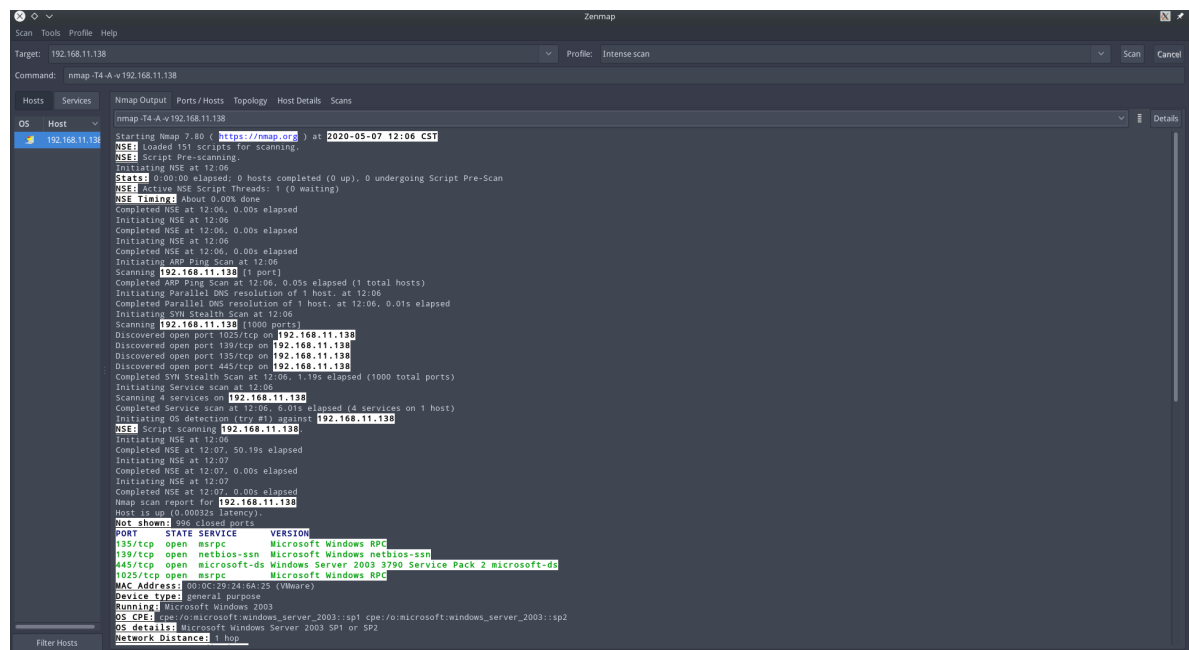 Zenmap
Scan Tools Profile Help
Target: 192.168.11.138 Profile: Intense scan Scan Cancel
Command: nmap -T4 -A -v 192.168.11.138
Hosts Services Nmap Output Ports / Hosts Topology Host Details Scans
OS Host nmap -T4 -A -v 192.168.11.138 Details
192.168.11.138
Starting Nmap 7.80 ( https://nmap.org ) at 2020-05-07 12:06 CST
NSE: Loaded 151 scripts for scanning.
NSE: Script Pre-scanning.
Initiating NSE at 12:06
Stats: 0:00:00 elapsed; 0 hosts completed (0 up), 0 undergoing Script Pre-Scan
NSE: Active NSE Script Threads: 1 (0 waiting)
NSE Timing: About 0.00% done
Completed NSE at 12:06, 0.00s elapsed
Initiating NSE at 12:06
Completed NSE at 12:06, 0.00s elapsed
Initiating NSE at 12:06
Completed NSE at 12:06, 0.00s elapsed
Initiating ARP Ping Scan at 12:06
Scanning 192.168.11.138 [1 port]
Completed ARP Ping Scan at 12:06, 0.05s elapsed (1 total hosts)
Initiating Parallel DNS resolution of 1 host. at 12:06
Completed Parallel DNS resolution of 1 host. at 12:06, 0.01s elapsed
Initiating SYN Stealth Scan at 12:06
Scanning 192.168.11.138 [1000 ports]
Discovered open port 1025/tcp on 192.168.11.138
Discovered open port 139/tcp on 192.168.11.138
Discovered open port 135/tcp on 192.168.11.138
Discovered open port 445/tcp on 192.168.11.138
Completed SYN Stealth Scan at 12:06, 1.19s elapsed (1000 total ports)
Initiating Service scan at 12:06
Scanning 4 services on 192.168.11.138
Completed Service scan at 12:06, 6.01s elapsed (4 services on 1 host)
Initiating OS detection (try #1) against 192.168.11.138
NSE: Script scanning 192.168.11.138.
Initiating NSE at 12:06
Completed NSE at 12:07, 50.19s elapsed
Initiating NSE at 12:07
Completed NSE at 12:07, 0.00s elapsed
Initiating NSE at 12:07
Completed NSE at 12:07, 0.00s elapsed
Nmap scan report for 192.168.11.138
Host is up (0.00032s latency).
Not shown: 996 closed ports
PORT STATE SERVICE VERSION
135/tcp open msrpc Microsoft Windows RPC
139/tcp open netbios-ssn Microsoft Windows netbios-ssn
445/tcp open microsoft-ds Windows Server 2003 3790 Service Pack 2 microsoft-ds
1025/tcp open msrpc Microsoft Windows RPC
MAC Address: 00:0C:29:24:6A:25 (VMware)
Device type: general purpose
Running: Microsoft Windows 2003
OS CPE: cpe:/o:microsoft:windows_server_2003::sp1 cpe:/o:microsoft:windows_server_2003::sp2
OS details: Microsoft Windows Server 2003 SP1 or SP2
Network Distance: 1 hop
Filter Hosts